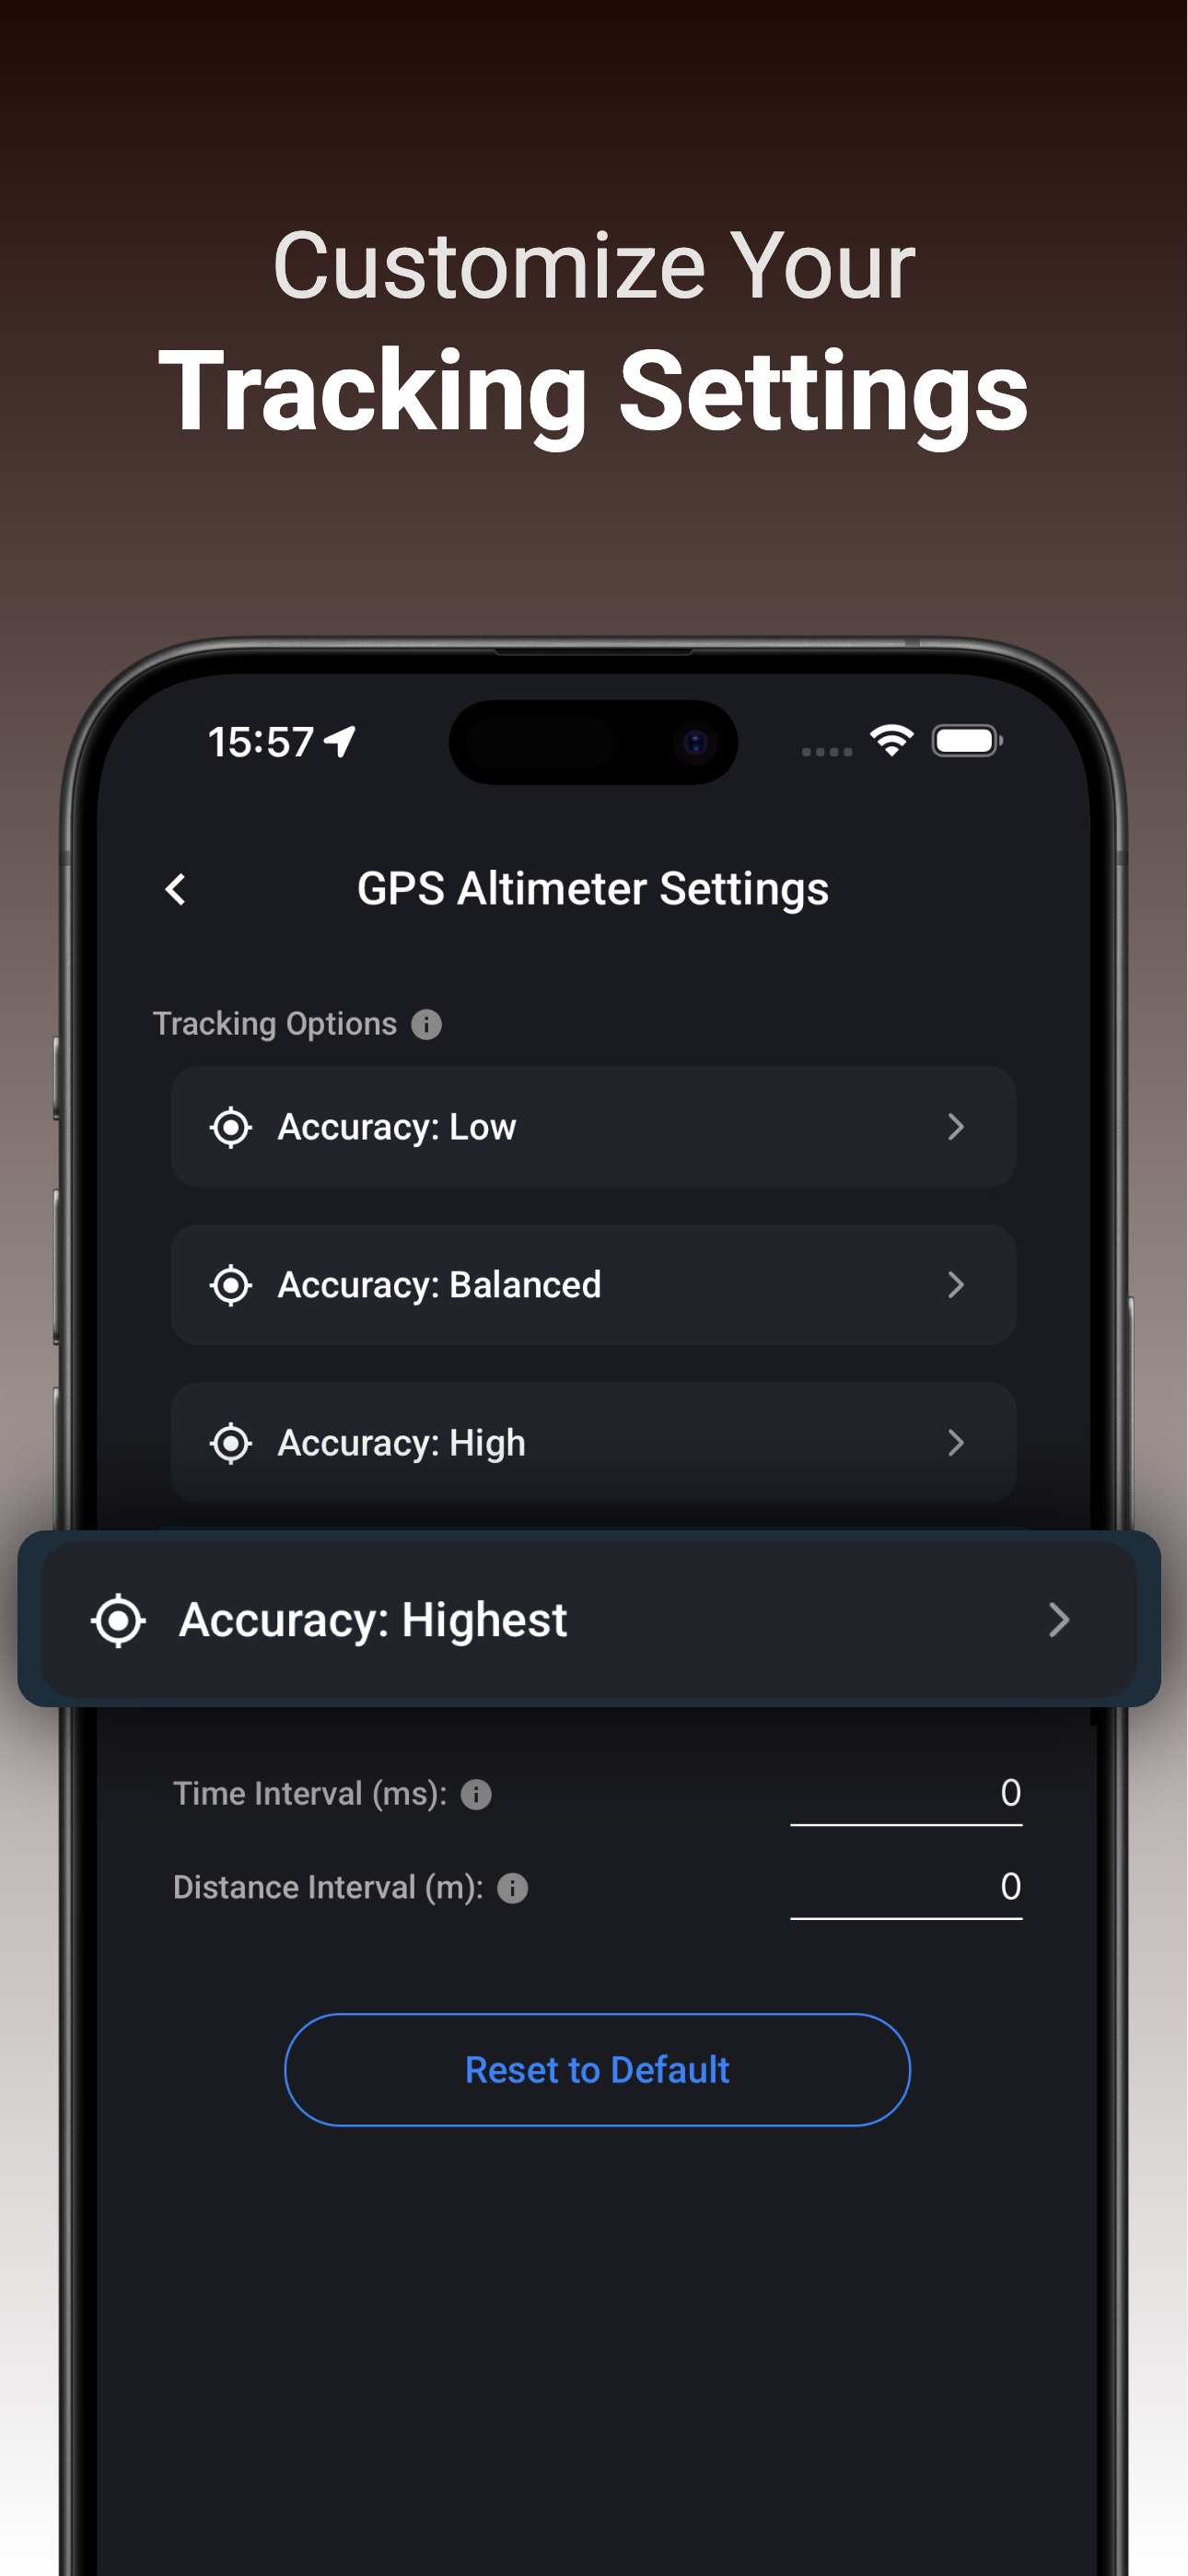 Customize Your
Tracking Settings
15:57
GPS Altimeter Settings
Tracking Options
Accuracy: Low
Accuracy: Balanced
Accuracy: High
Accuracy: Highest
Time Interval (ms): 0
Distance Interval (m): 0
Reset to Default